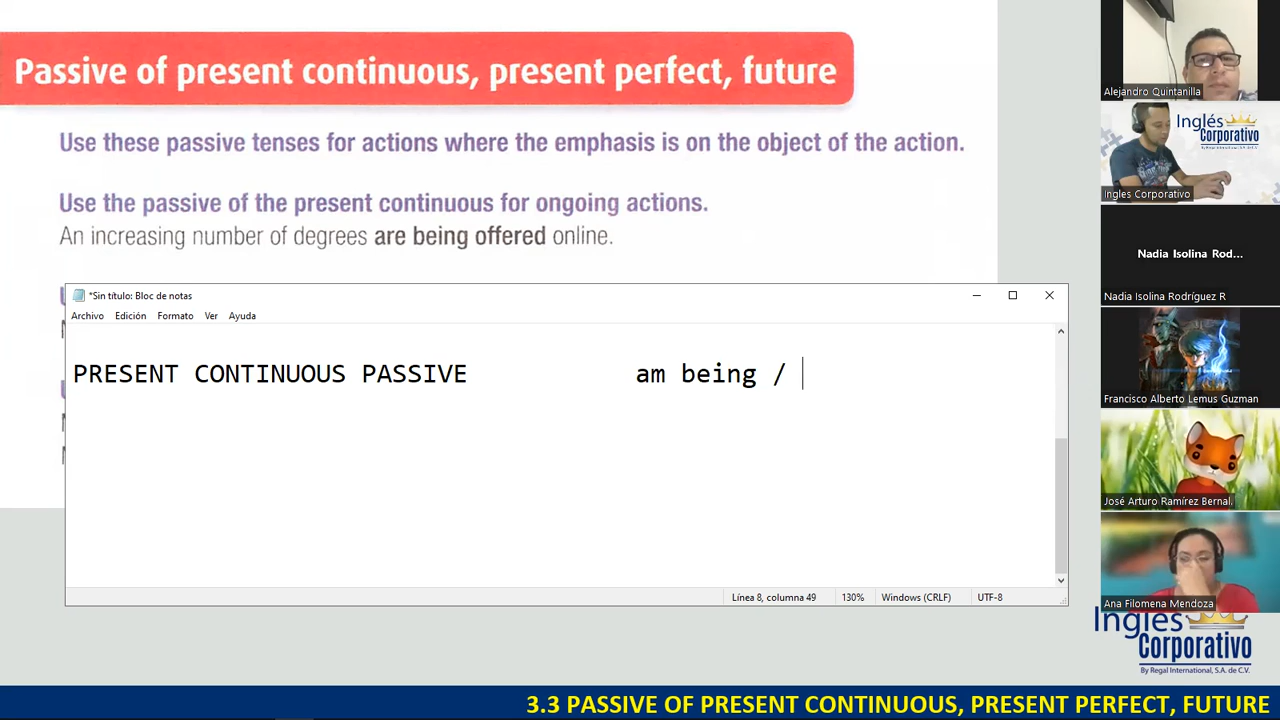 Passive of present continuous, present perfect, future
Use these passive tenses for actions where the emphasis is on the object of the action.
Use the passive of the present continuous for ongoing actions.
An increasing number of degrees are being offered online.
*Sin título: Bloc de notas
Archivo Edición Formato Ver Ayuda
PRESENT CONTINUOUS PASSIVE am being /
Línea 8, columna 49 130% Windows (CRLF) UTF-8
Alejandro Quintanilla
Inglés
Corporativo
By Regal International, S.A. de C.V.
Ingles Corporativo
Nadia Isolina Rod...
Nadia Isolina Rodríguez R
Francisco Alberto Lemus Guzman
José Arturo Ramírez Bernal.
Ana Filomena Mendoza
Inglés
Corporativo
By Regal International, S.A. de C.V.
3.3 PASSIVE OF PRESENT CONTINUOUS, PRESENT PERFECT, FUTURE